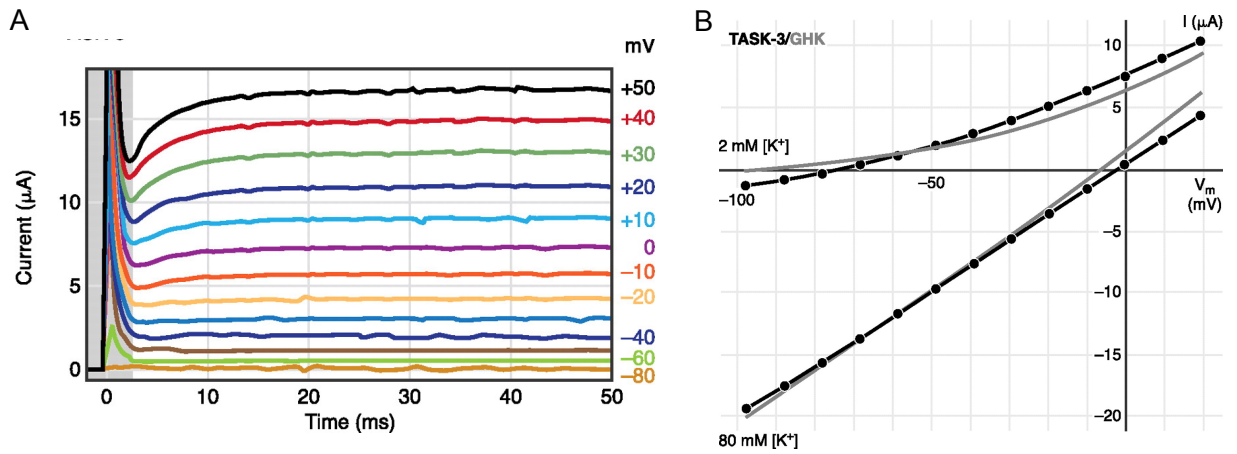 A
mV
+50
+40
+30
+20
+10
0
−10
−20
−40
−60
−80
15
10
5
0
Current (μA)
0 10 20 30 40 50
Time (ms)
B
I (μA)
TASK-3/GHK
10
5
2 mM [K⁺]
−100
−50
Vₘ
(mV)
−5
−10
−15
−20
80 mM [K⁺]